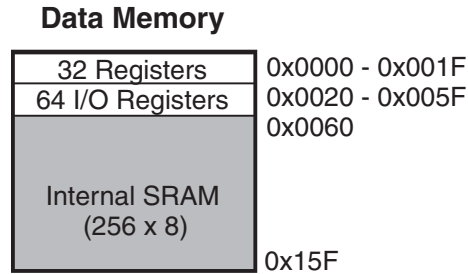 Data Memory
32 Registers 0x0000 - 0x001F
64 I/O Registers 0x0020 - 0x005F
0x0060
Internal SRAM
(256 x 8)
0x15F